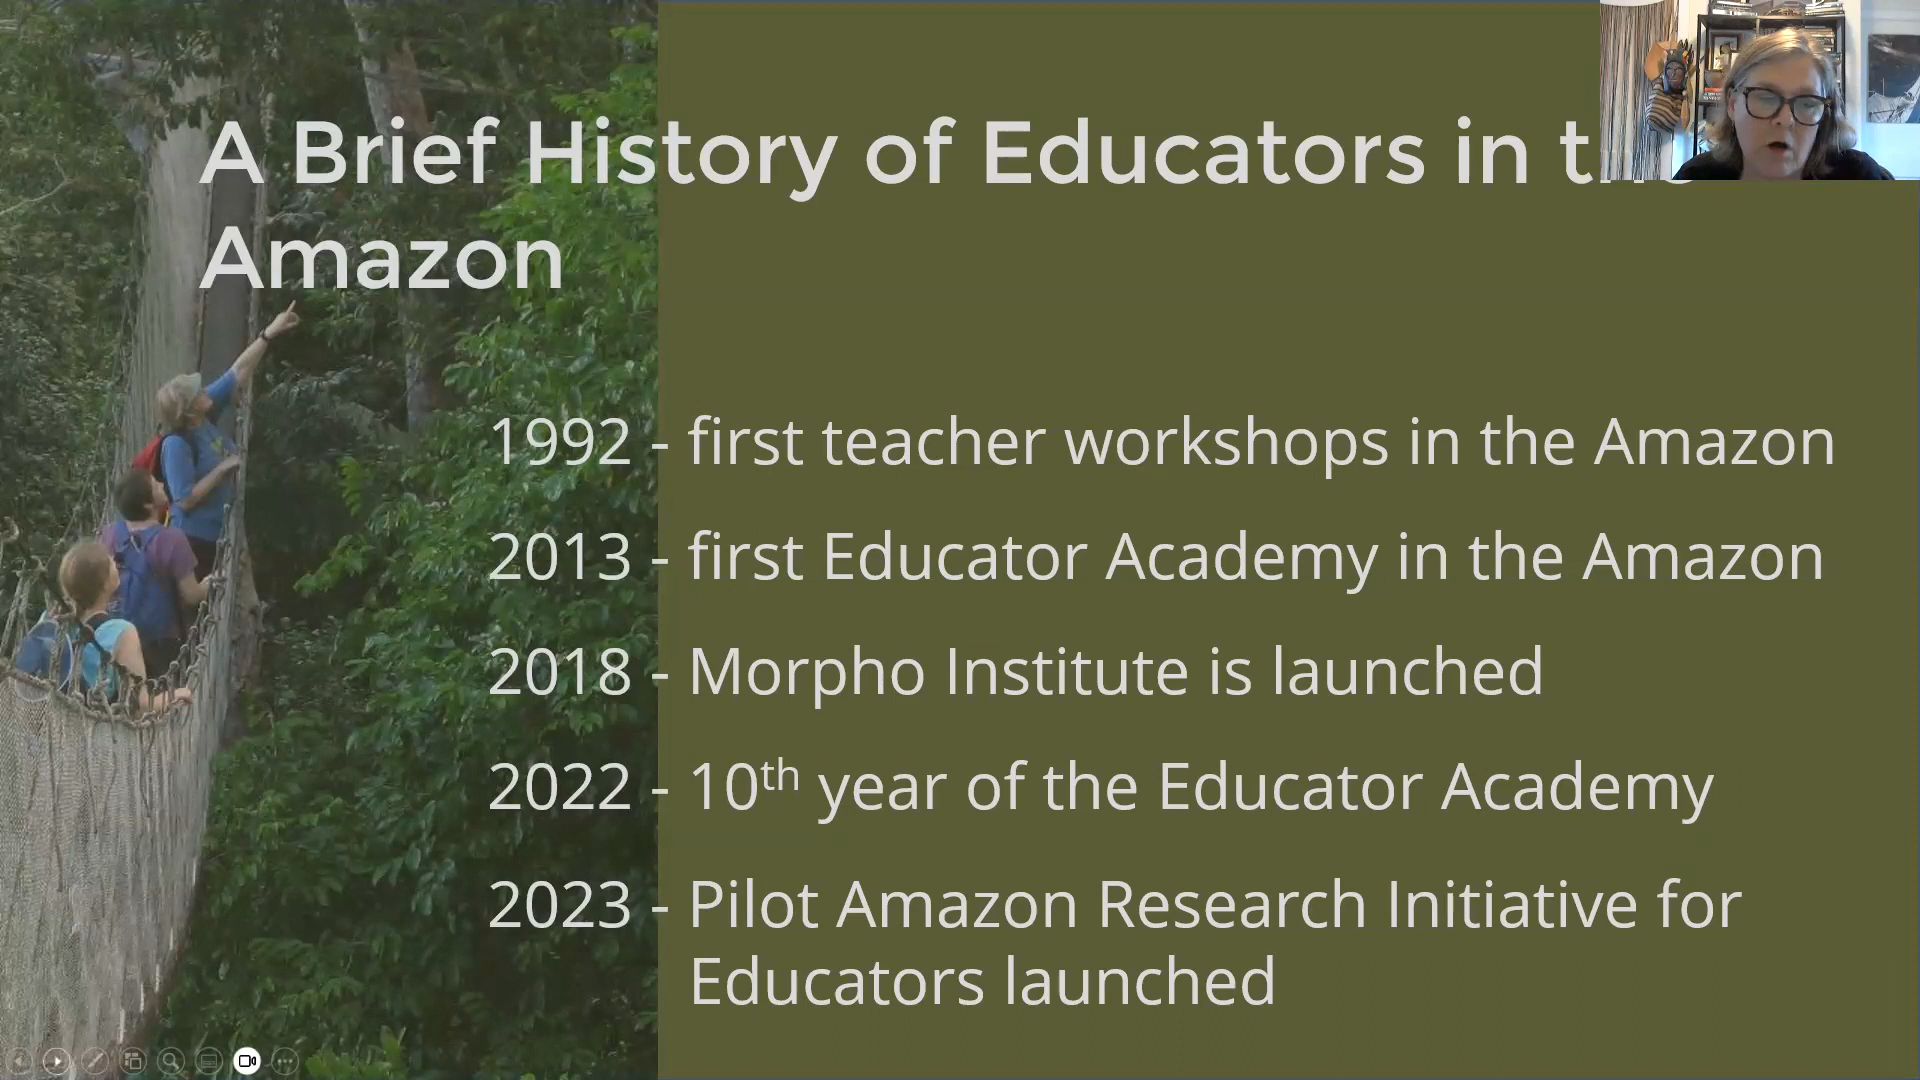 A Brief History of Educators in
Amazon
1992 - first teacher workshops in the Amazon
2013 - first Educator Academy in the Amazon
2018 - Morpho Institute is launched
2022 - 10th year of the Educator Academy
2023 - Pilot Amazon Research Initiative for
Educators launched